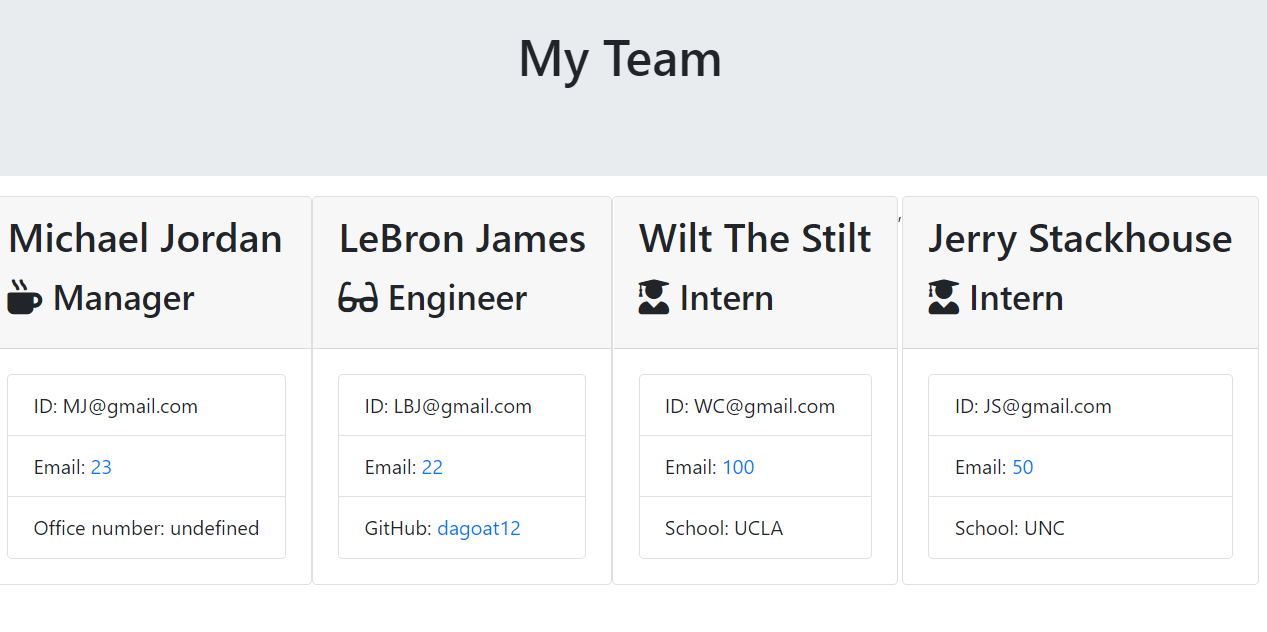 My Team
Michael Jordan
Manager
ID: MJ@gmail.com
Email: 23
Office number: undefined
LeBron James
Engineer
ID: LBJ@gmail.com
Email: 22
GitHub: dagoat12
Wilt The Stilt
Intern
ID: WC@gmail.com
Email: 100
School: UCLA
,
Jerry Stackhouse
Intern
ID: JS@gmail.com
Email: 50
School: UNC